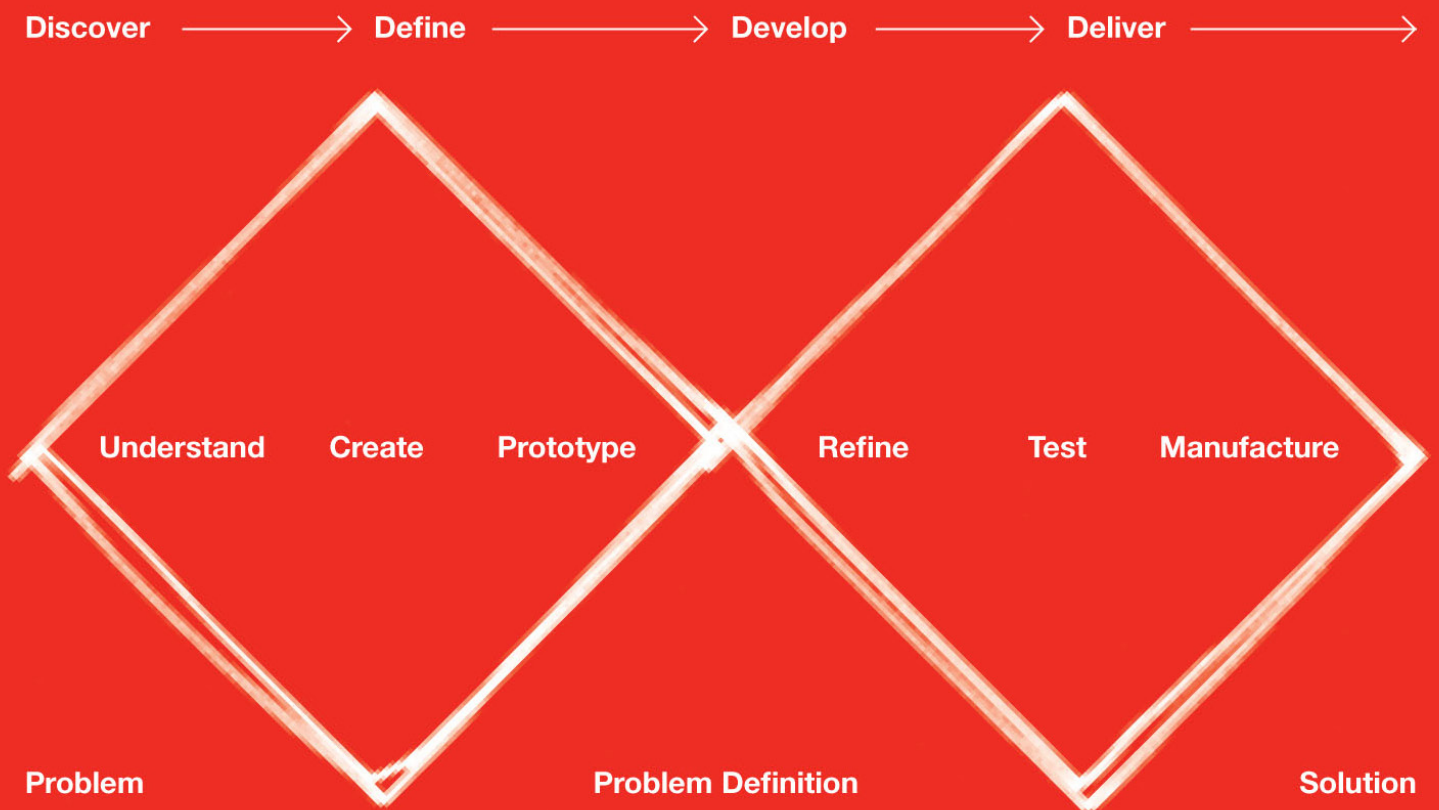 Discover Define Develop Deliver
Understand Create Prototype Refine Test Manufacture
Problem Problem Definition Solution